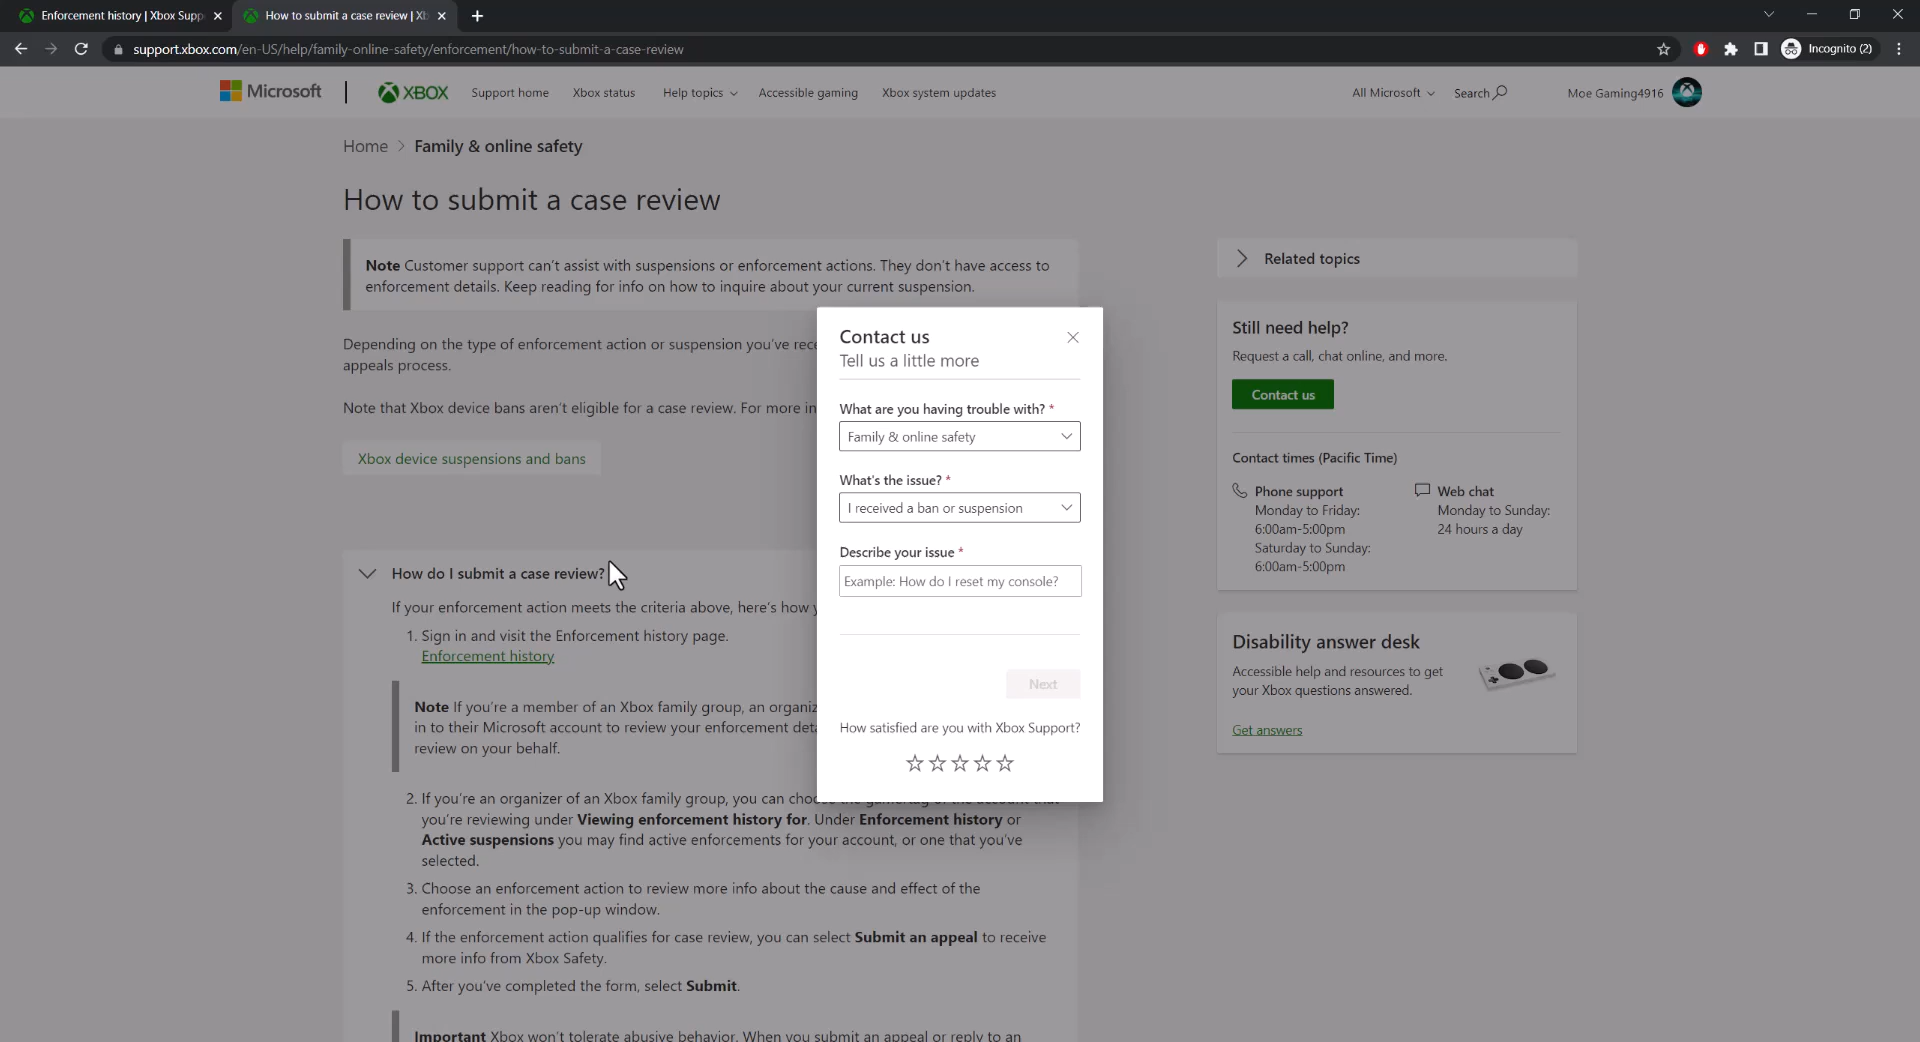 Enforcement history | Xbox Supp
How to submit a case review | Xb
support.xbox.com/en-US/help/family-online-safety/enforcement/how-to-submit-a-case-review
Incognito (2)
Microsoft
XBOX
Support home
Xbox status
Help topics
Accessible gaming
Xbox system updates
All Microsoft
Search
Moe Gaming4916
Home > Family & online safety
How to submit a case review
Note Customer support can't assist with suspensions or enforcement actions. They don't have access to
enforcement details. Keep reading for info on how to inquire about your current suspension.
Depending on the type of enforcement action or suspension you've rece
appeals process.
Note that Xbox device bans aren't eligible for a case review. For more in
Xbox device suspensions and bans
How do I submit a case review?
If your enforcement action meets the criteria above, here's how y
1. Sign in and visit the Enforcement history page.
Enforcement history
Note If you're a member of an Xbox family group, an organiz
in to their Microsoft account to review your enforcement deta
review on your behalf.
2. If you're an organizer of an Xbox family group, you can choose the gamertag of the account that
you're reviewing under Viewing enforcement history for. Under Enforcement history or
Active suspensions you may find active enforcements for your account, or one that you've
selected.
3. Choose an enforcement action to review more info about the cause and effect of the
enforcement in the pop-up window.
4. If the enforcement action qualifies for case review, you can select Submit an appeal to receive
more info from Xbox Safety.
5. After you've completed the form, select Submit.
Important Xbox won't tolerate abusive behavior. When you submit an appeal or reply to an
Contact us
Tell us a little more
What are you having trouble with? *
Family & online safety
What's the issue? *
I received a ban or suspension
Describe your issue *
Example: How do I reset my console?
Next
How satisfied are you with Xbox Support?
Related topics
Still need help?
Request a call, chat online, and more.
Contact us
Contact times (Pacific Time)
Phone support
Monday to Friday:
6:00am-5:00pm
Saturday to Sunday:
6:00am-5:00pm
Web chat
Monday to Sunday:
24 hours a day
Disability answer desk
Accessible help and resources to get
your Xbox questions answered.
Get answers